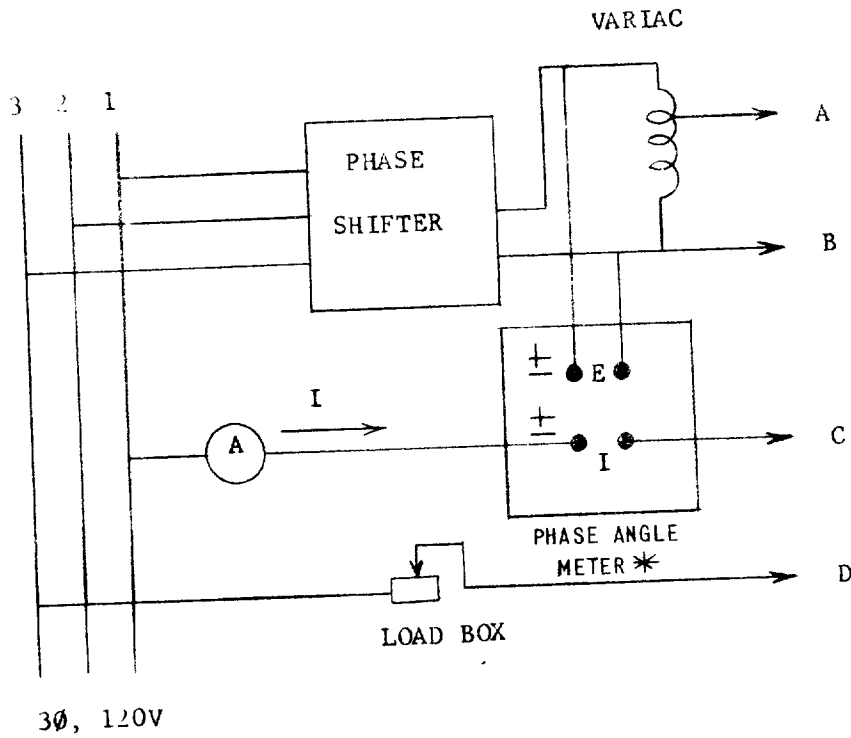 VARIAC
3 2 1
A
PHASE
SHIFTER
B
± E
I
±
A
C
I
PHASE ANGLE
METER *
D
LOAD BOX
3Ø, 120V